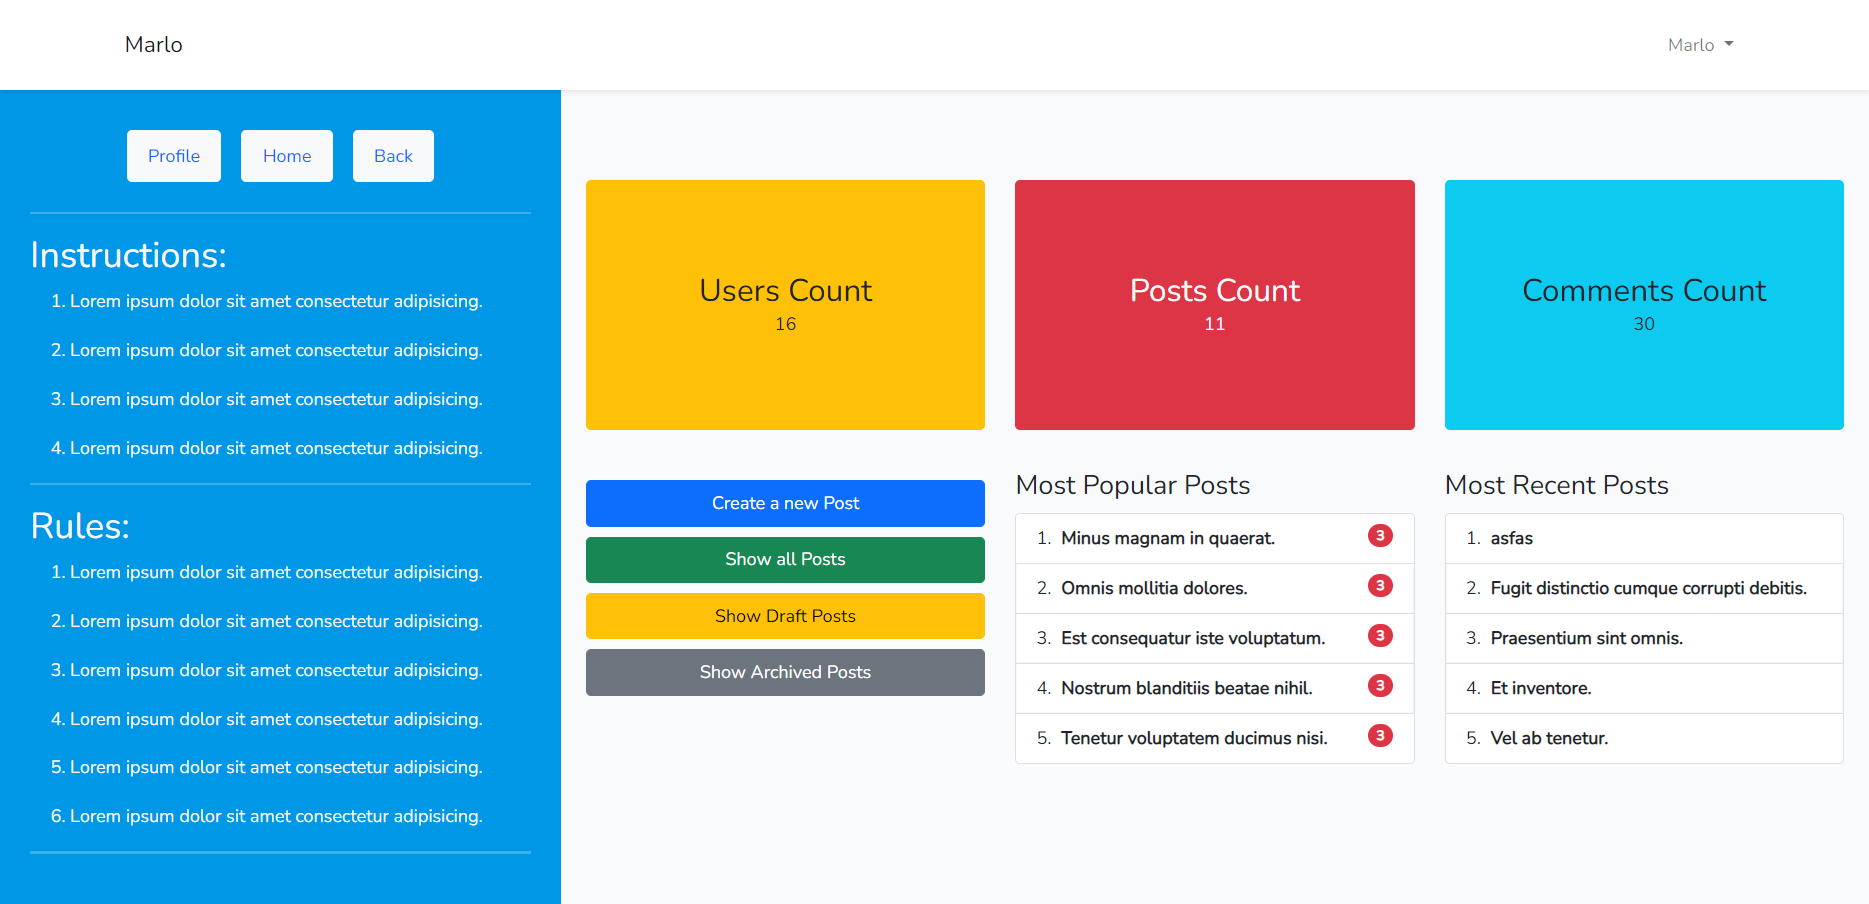 Marlo
Marlo
Profile
Home
Back
Instructions:
1. Lorem ipsum dolor sit amet consectetur adipisicing.
2. Lorem ipsum dolor sit amet consectetur adipisicing.
3. Lorem ipsum dolor sit amet consectetur adipisicing.
4. Lorem ipsum dolor sit amet consectetur adipisicing.
Rules:
1. Lorem ipsum dolor sit amet consectetur adipisicing.
2. Lorem ipsum dolor sit amet consectetur adipisicing.
3. Lorem ipsum dolor sit amet consectetur adipisicing.
4. Lorem ipsum dolor sit amet consectetur adipisicing.
5. Lorem ipsum dolor sit amet consectetur adipisicing.
6. Lorem ipsum dolor sit amet consectetur adipisicing.
Users Count
16
Posts Count
11
Comments Count
30
Create a new Post
Show all Posts
Show Draft Posts
Show Archived Posts
Most Popular Posts
1. Minus magnam in quaerat. 3
2. Omnis mollitia dolores. 3
3. Est consequatur iste voluptatum. 3
4. Nostrum blanditiis beatae nihil. 3
5. Tenetur voluptatem ducimus nisi. 3
Most Recent Posts
1. asfas
2. Fugit distinctio cumque corrupti debitis.
3. Praesentium sint omnis.
4. Et inventore.
5. Vel ab tenetur.